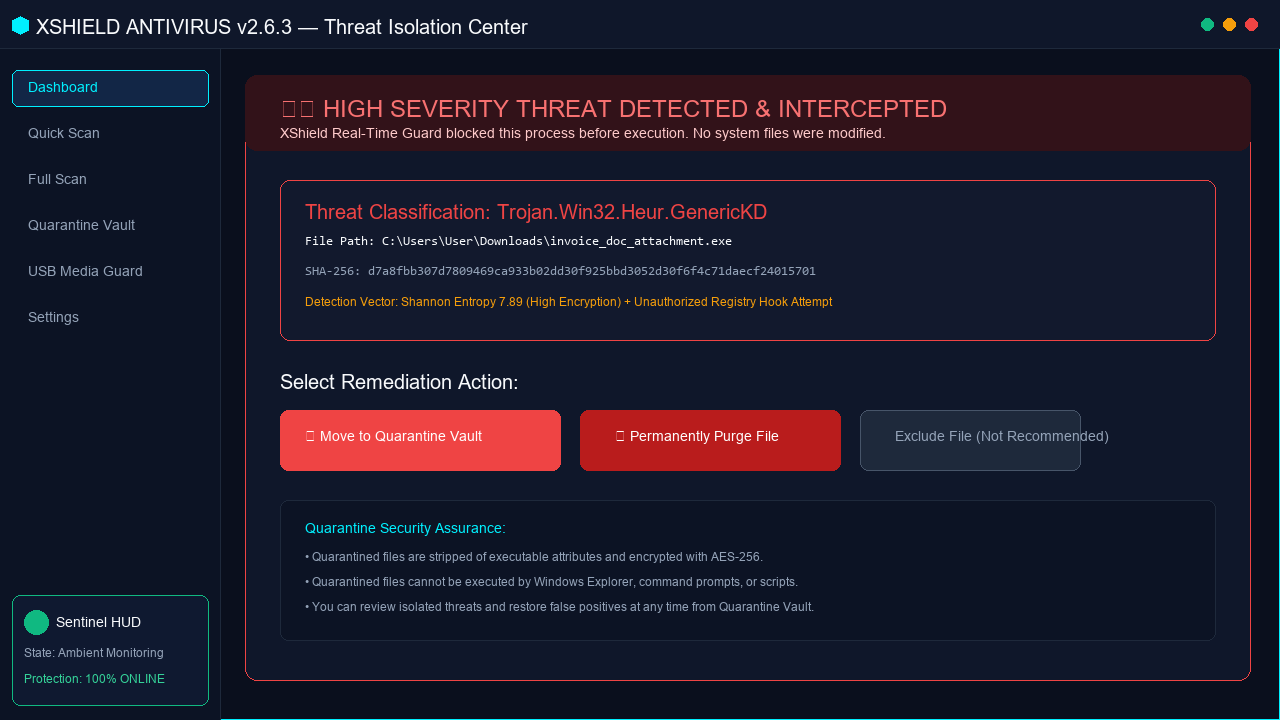 XSHIELD ANTIVIRUS v2.6.3 — Threat Isolation Center
Dashboard
Quick Scan
Full Scan
Quarantine Vault
USB Media Guard
Settings
Sentinel HUD
State: Ambient Monitoring
Protection: 100% ONLINE
HIGH SEVERITY THREAT DETECTED & INTERCEPTED
XShield Real-Time Guard blocked this process before execution. No system files were modified.
Threat Classification: Trojan.Win32.Heur.GenericKD
File Path: C:\Users\User\Downloads\invoice_doc_attachment.exe
SHA-256: d7a8fbb307d7809469ca933b02dd30f925bbd3052d30f6f4c71daecf24015701
Detection Vector: Shannon Entropy 7.89 (High Encryption) + Unauthorized Registry Hook Attempt
Select Remediation Action:
Move to Quarantine Vault
Permanently Purge File
Exclude File (Not Recommended)
Quarantine Security Assurance:
• Quarantined files are stripped of executable attributes and encrypted with AES-256.
• Quarantined files cannot be executed by Windows Explorer, command prompts, or scripts.
• You can review isolated threats and restore false positives at any time from Quarantine Vault.